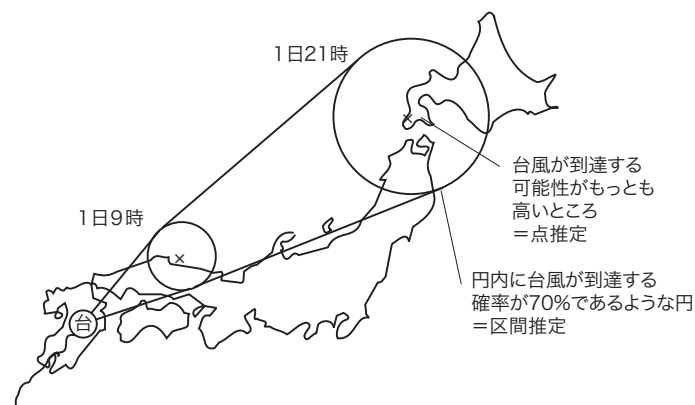 1日21時
台風が到達する
可能性がもっとも
高いところ
＝点推定
1日9時
円内に台風が到達する
確率が70%であるような円
＝区間推定
台